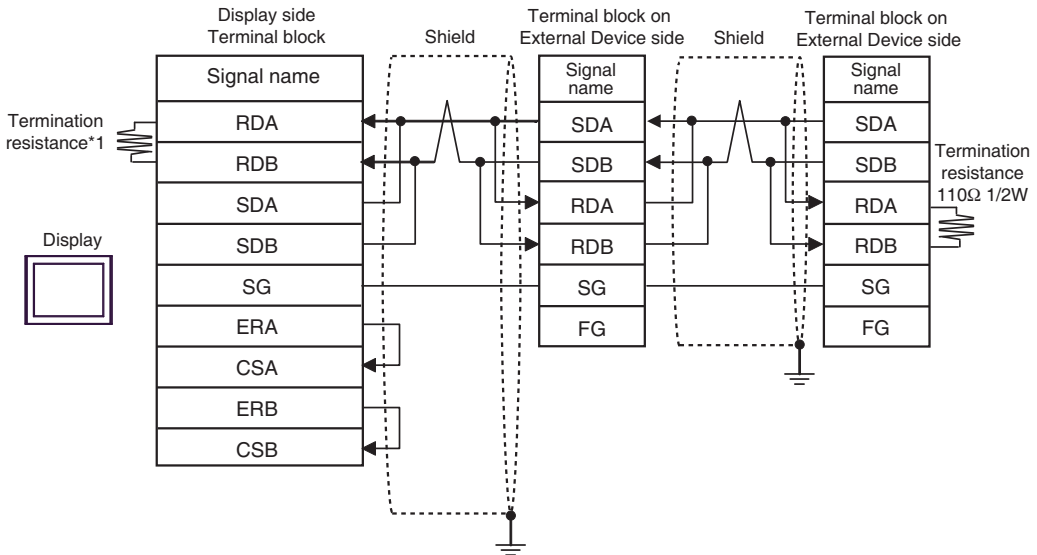 Display side
Terminal block
Shield
Terminal block on
External Device side
Shield
Terminal block on
External Device side
Termination
resistance*1
Display
Signal name
RDA
RDB
SDA
SDB
SG
ERA
CSA
ERB
CSB
Signal
name
SDA
SDB
RDA
RDB
SG
FG
Signal
name
SDA
SDB
RDA
RDB
SG
FG
Termination
resistance
110Ω 1/2W